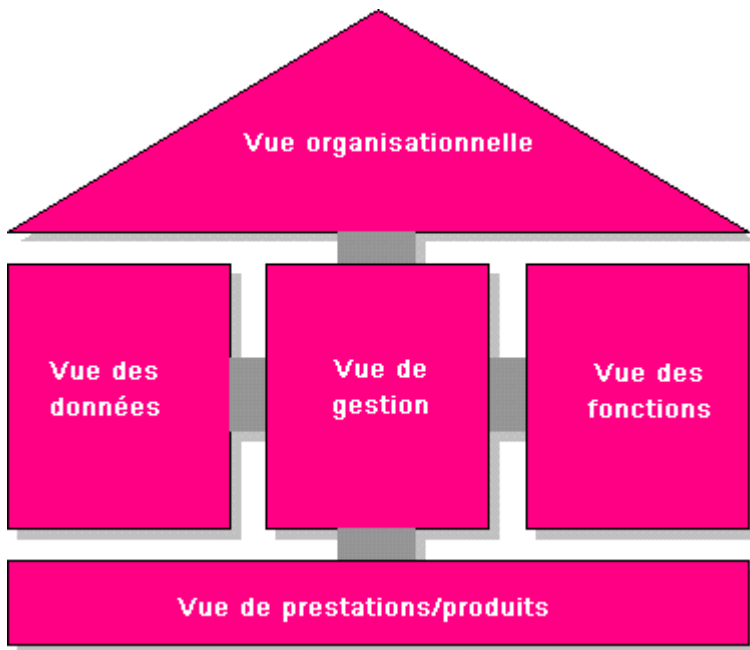 Vue organisationnelle
Vue des
données
Vue de
gestion
Vue des
fonctions
Vue de prestations/produits